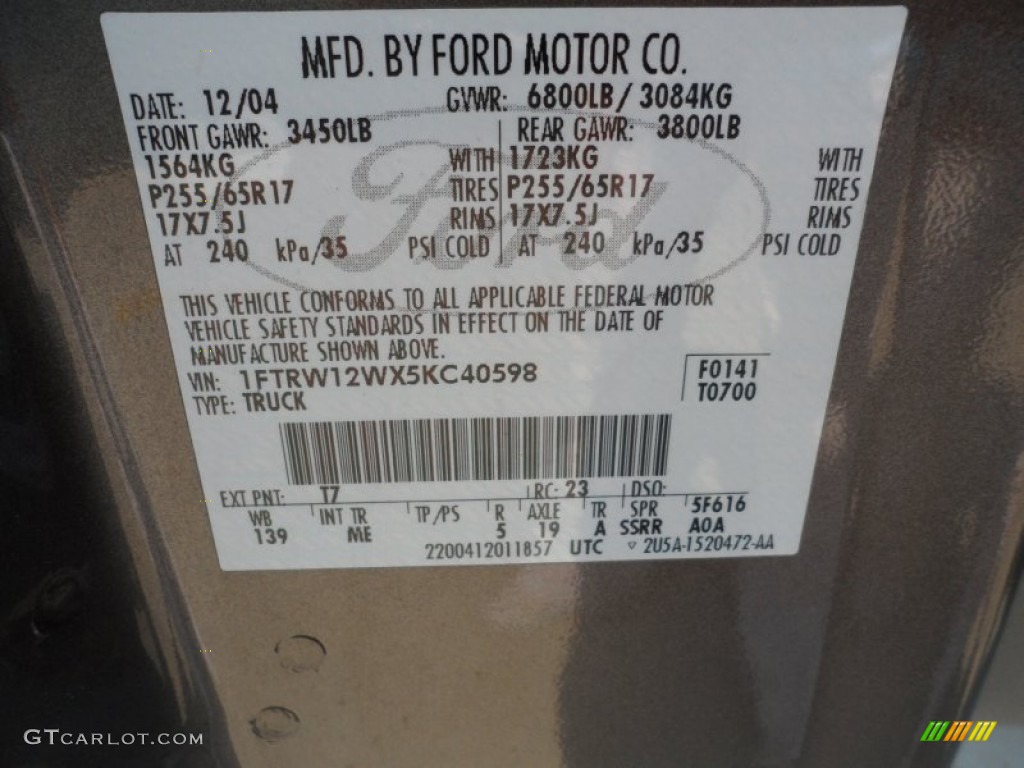 MFD. BY FORD MOTOR CO.
DATE: 12/04 GVWR: 6800LB / 3084KG
FRONT GAWR: 3450LB REAR GAWR: 3800LB
1564KG WITH 1723KG WITH
P255/65R17 TIRES P255/65R17 TIRES
17X7.5J RIMS 17X7.5J RIMS
AT 240 kPa/35 PSI COLD AT 240 kPa/35 PSI COLD
Ford
THIS VEHICLE CONFORMS TO ALL APPLICABLE FEDERAL MOTOR
VEHICLE SAFETY STANDARDS IN EFFECT ON THE DATE OF
MANUFACTURE SHOWN ABOVE.
VIN: 1FTRW12WX5KC40598 F0141
TYPE: TRUCK T0700
EXT PNT: T7 RC: 23 DSO:
WB INT TR TP/PS R AXLE TR SPR 5F616
139 ME 5 19 A SSRR A0A
2200412011857 UTC ▽ 2U5A-1520472-AA
GTCARLOT.COM